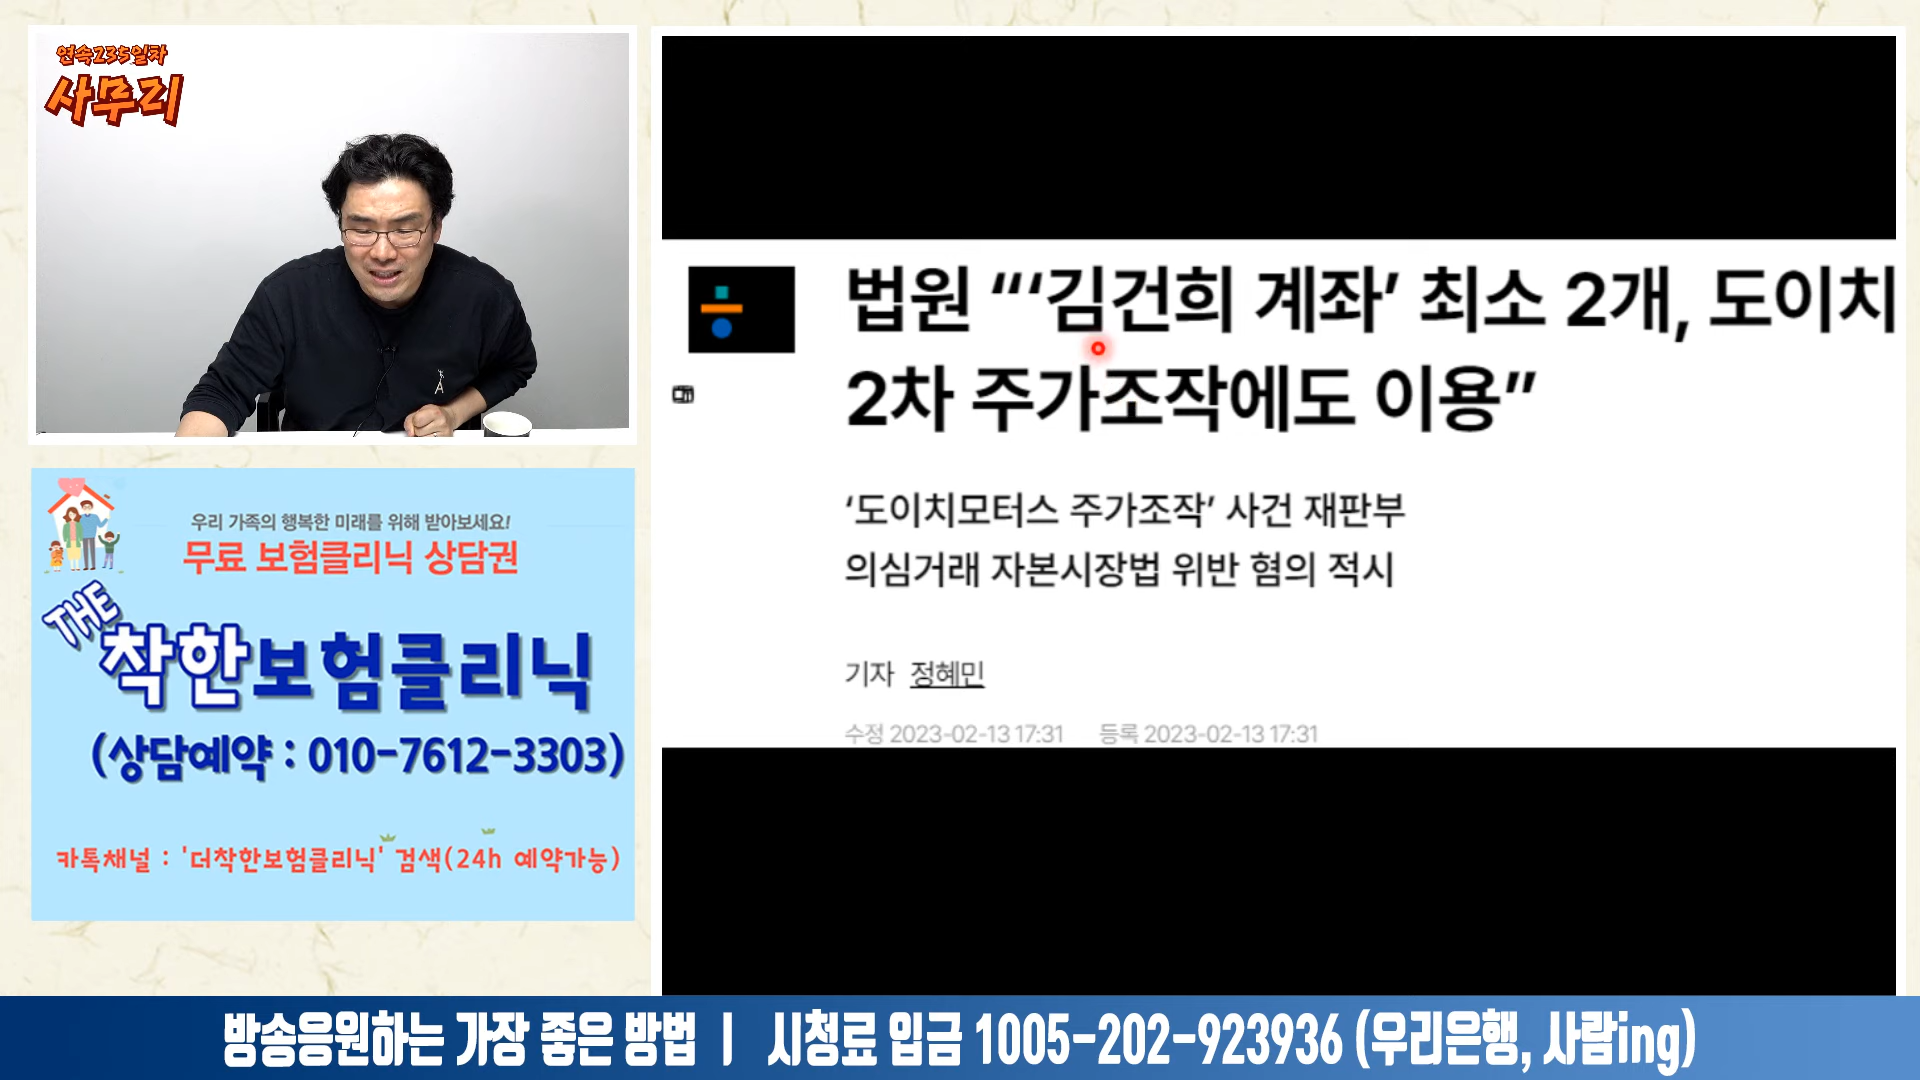 연속235일차
사무리
우리 가족의 행복한 미래를 위해 받아보세요!
무료 보험클리닉 상담권
THE
착한보험클리닉
(상담예약 : 010-7612-3303)
카톡채널 : '더착한보험클리닉' 검색(24h 예약가능)
법원 “‘김건희 계좌’ 최소 2개, 도이치
2차 주가조작에도 이용”
‘도이치모터스 주가조작’ 사건 재판부
의심거래 자본시장법 위반 혐의 적시
기자 정혜민
수정 2023-02-13 17:31 등록 2023-02-13 17:31
방송응원하는 가장 좋은 방법 ㅣ 시청료 입금 1005-202-923936 (우리은행, 사람ing)